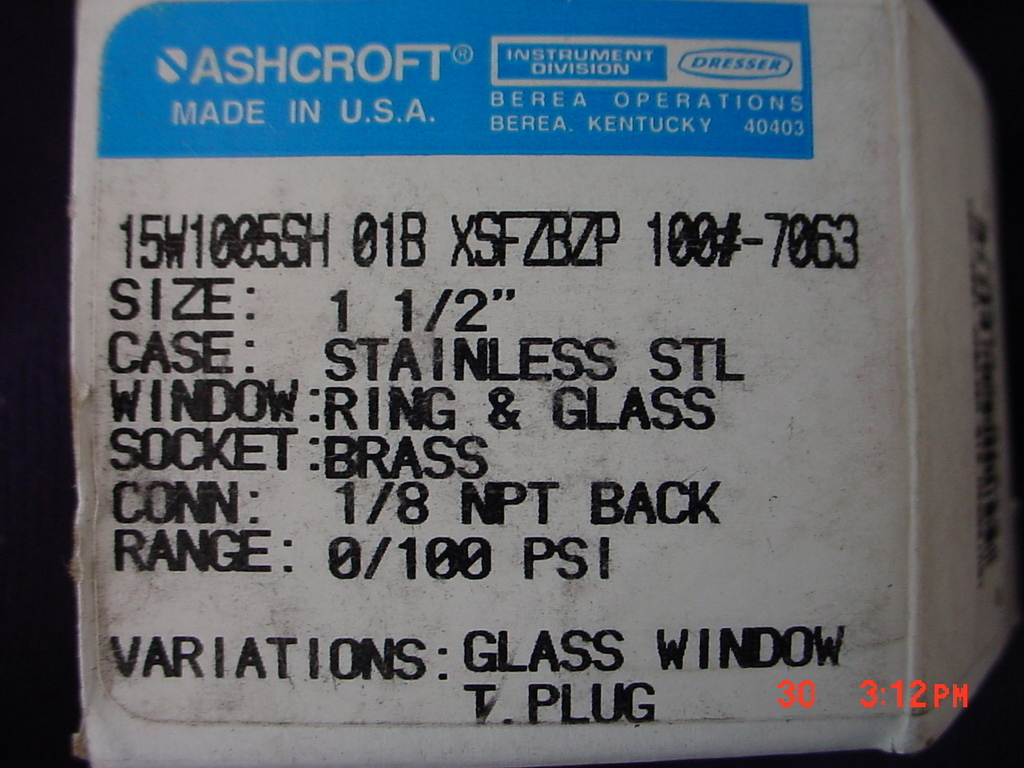 ASHCROFT®
MADE IN U.S.A.
INSTRUMENT
DIVISION
DRESSER
BEREA OPERATIONS
BEREA, KENTUCKY 40403
15W1005SH 01B XSFZBZP 100#-7063
SIZE: 1 1/2”
CASE: STAINLESS STL
WINDOW:RING & GLASS
SOCKET:BRASS
CONN: 1/8 NPT BACK
RANGE: 0/100 PSI
VARIATIONS: GLASS WINDOW
T.PLUG
30 3:12PM